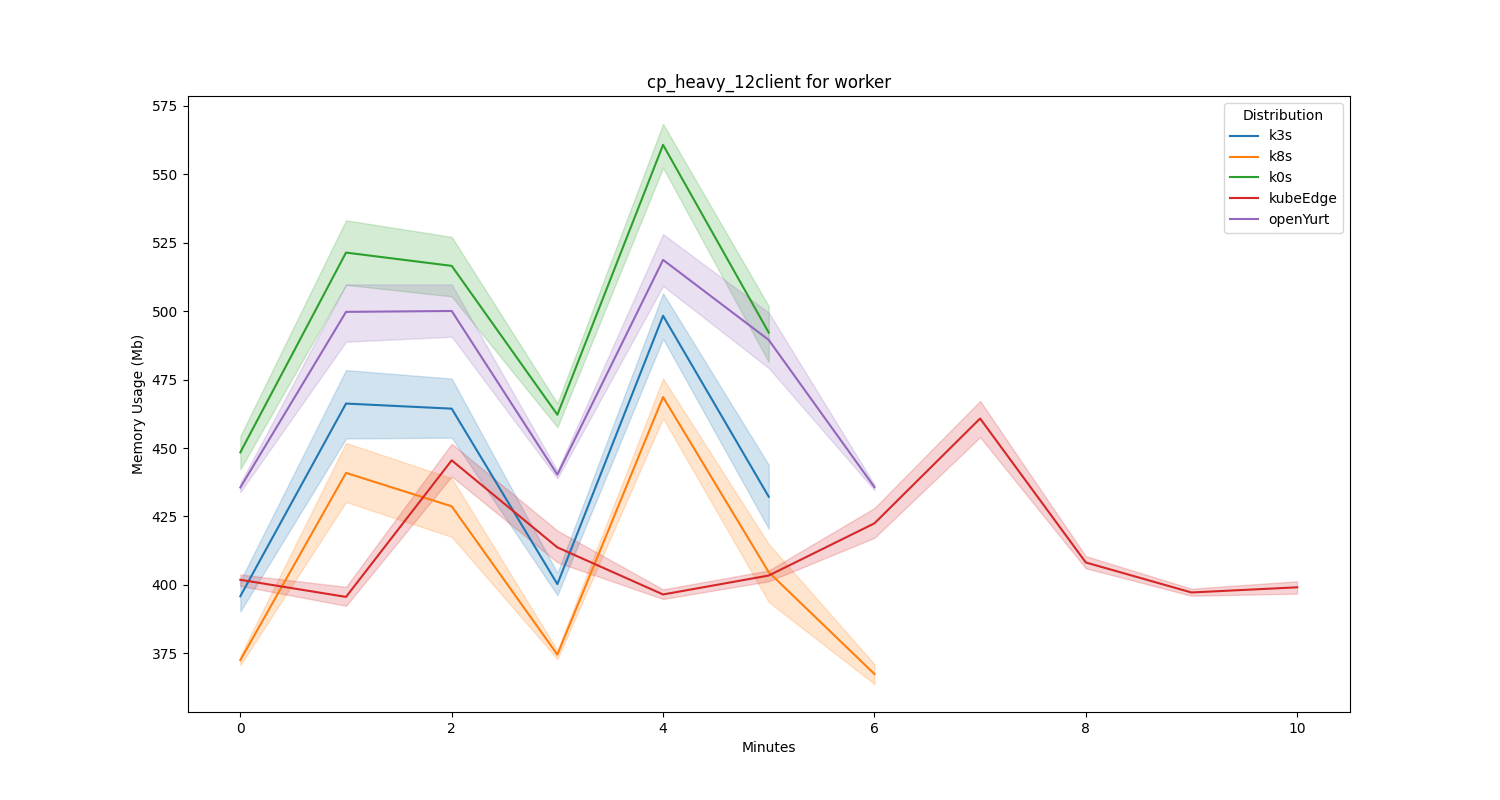 cp_heavy_12client for worker
575
550
525
500
475
450
425
400
375
Memory Usage (Mb)
0
2
4
6
8
10
Minutes
Distribution
k3s
k8s
k0s
kubeEdge
openYurt